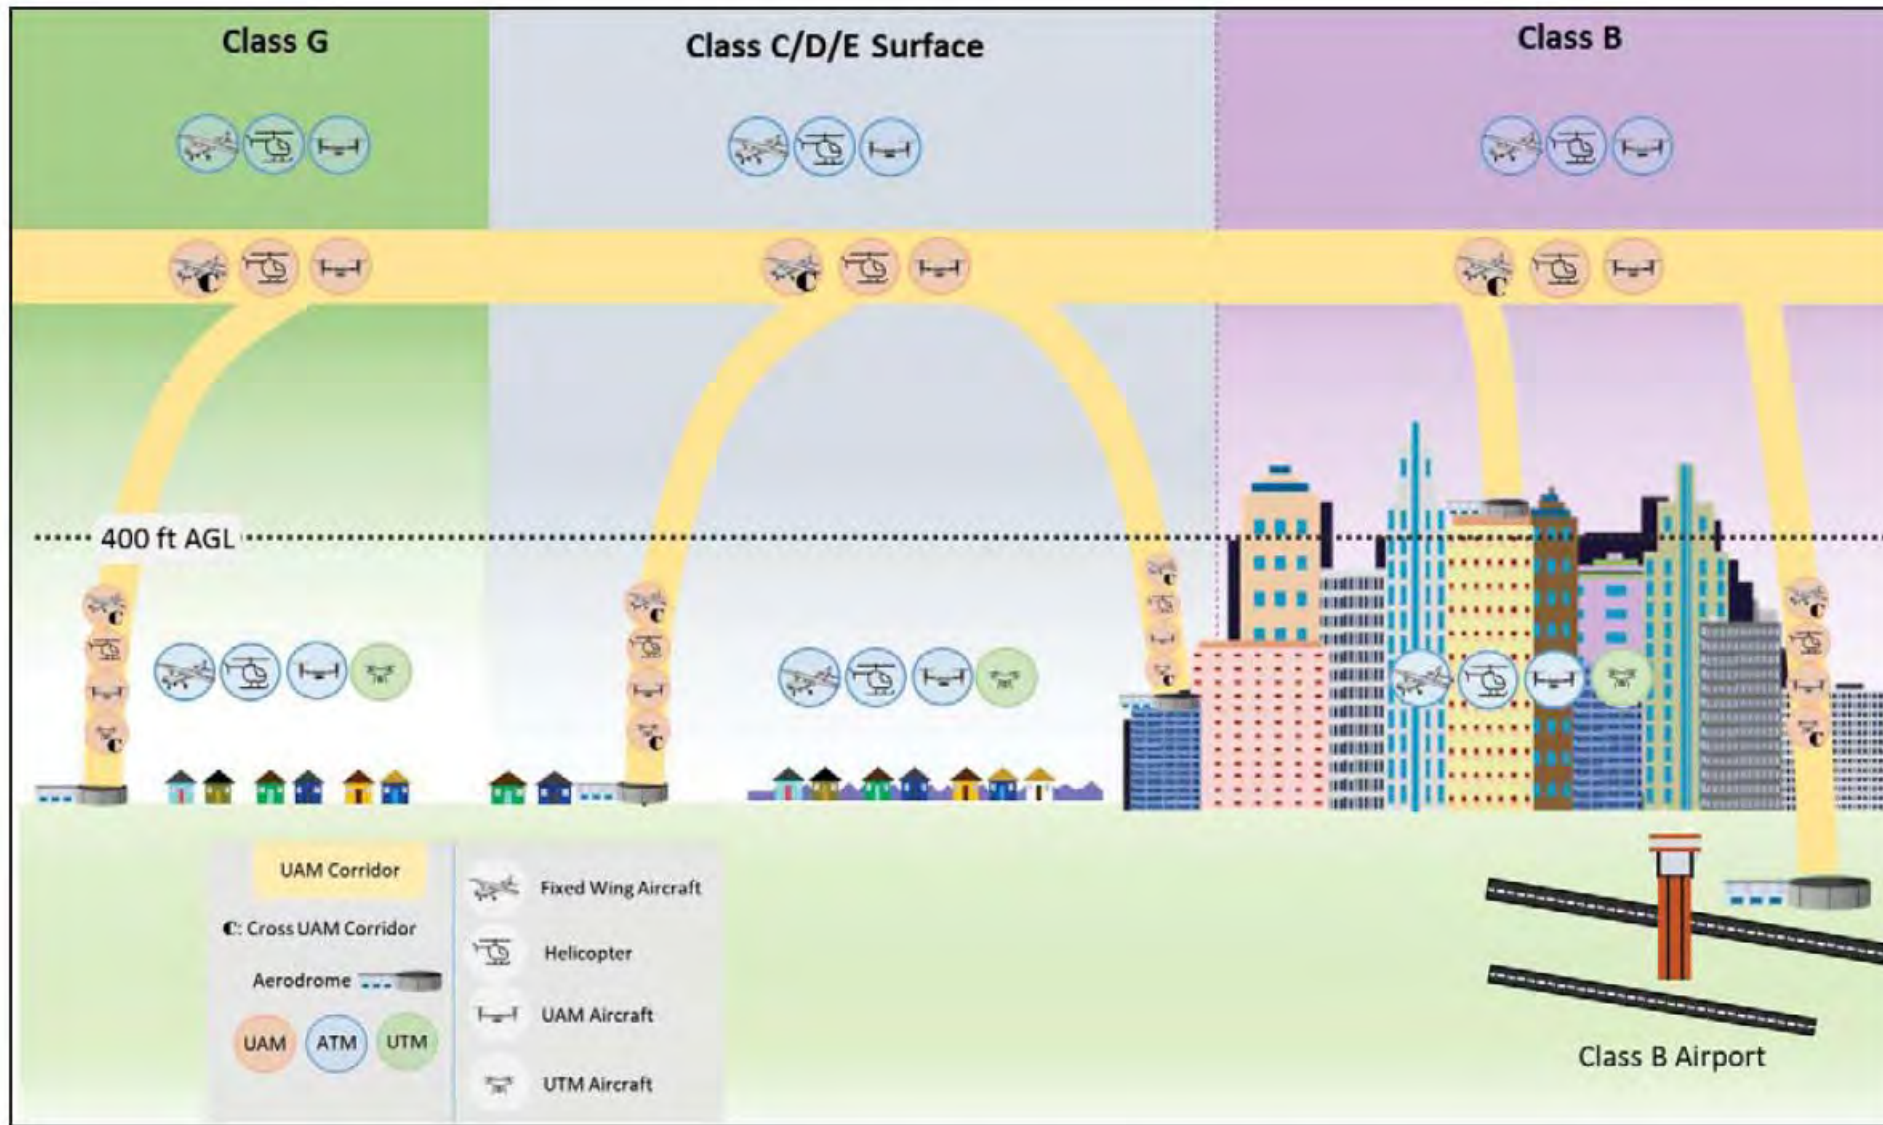 Class G
Class C/D/E Surface
Class B
C
C
C
400 ft AGL
C
C
C
C
C
C
C
C
UAM Corridor
C: Cross UAM Corridor
Aerodrome
UAM
ATM
UTM
Fixed Wing Aircraft
Helicopter
UAM Aircraft
UTM Aircraft
Class B Airport